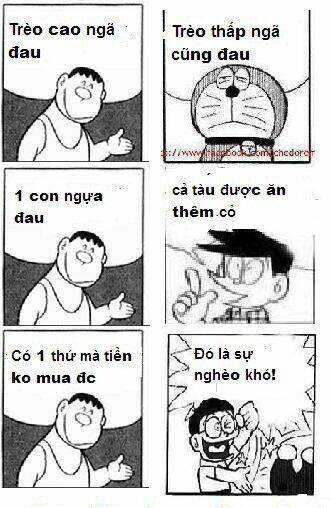 Trèo cao ngã
đau
Trèo thấp ngã
cũng đau
1 con ngựa
đau
cả tàu được ăn
thêm cỏ
Có 1 thứ mà tiền
ko mua đc
Đó là sự
nghèo khó!